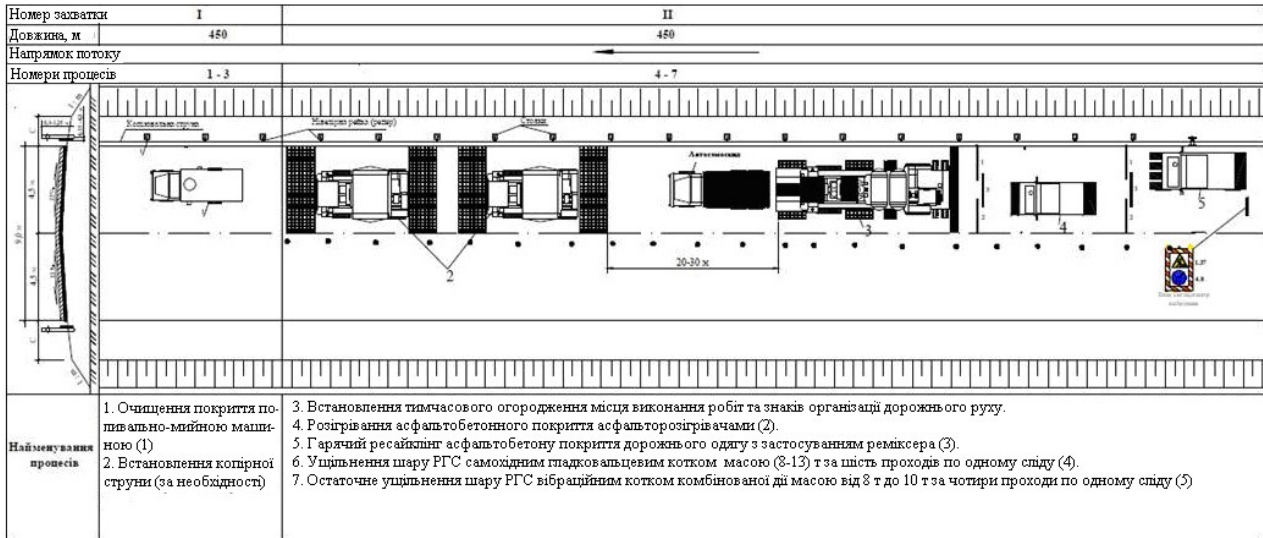 Номер захватки I II
Довжина, м 450 450
Напрямок потоку
Номери процесів 1 - 3 4 - 7
Копіювальна струна
Нівелірна рейка (репер)
Стояки
Автосамоскид
4,5 м
9,0 м
4,5 м
C
C
1
2
3
4
5
20-30 м
1.37
4.8
Найменування
процесів
1. Очищення покриття по-
ливально-мийною маши-
ною (1)
2. Встановлення копірної
струни (за необхідності)
3. Встановлення тимчасового огородження місця виконання робіт та знаків організації дорожнього руху.
4. Розігрівання асфальтобетонного покриття асфальторозігрівачами (2).
5. Гарячий ресайклінг асфальтобетону покриття дорожнього одягу з застосуванням реміксера (3).
6. Ущільнення шару РГС самохідним гладковальцевим котком масою (8-13) т за шість проходів по одному сліду (4).
7. Остаточне ущільнення шару РГС вібраційним котком комбінованої дії масою від 8 т до 10 т за чотири проходи по одному сліду (5)